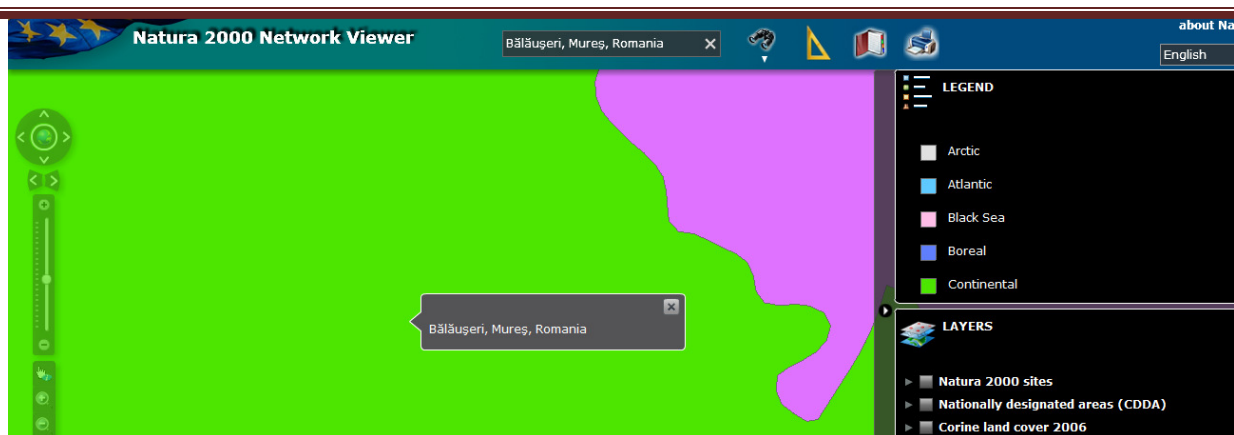 about Na
Natura 2000 Network Viewer
Bălăuşeri, Mureş, Romania
English
LEGEND
Arctic
Atlantic
Black Sea
Boreal
Continental
Bălăuşeri, Mureş, Romania
LAYERS
Natura 2000 sites
Nationally designated areas (CDDA)
Corine land cover 2006